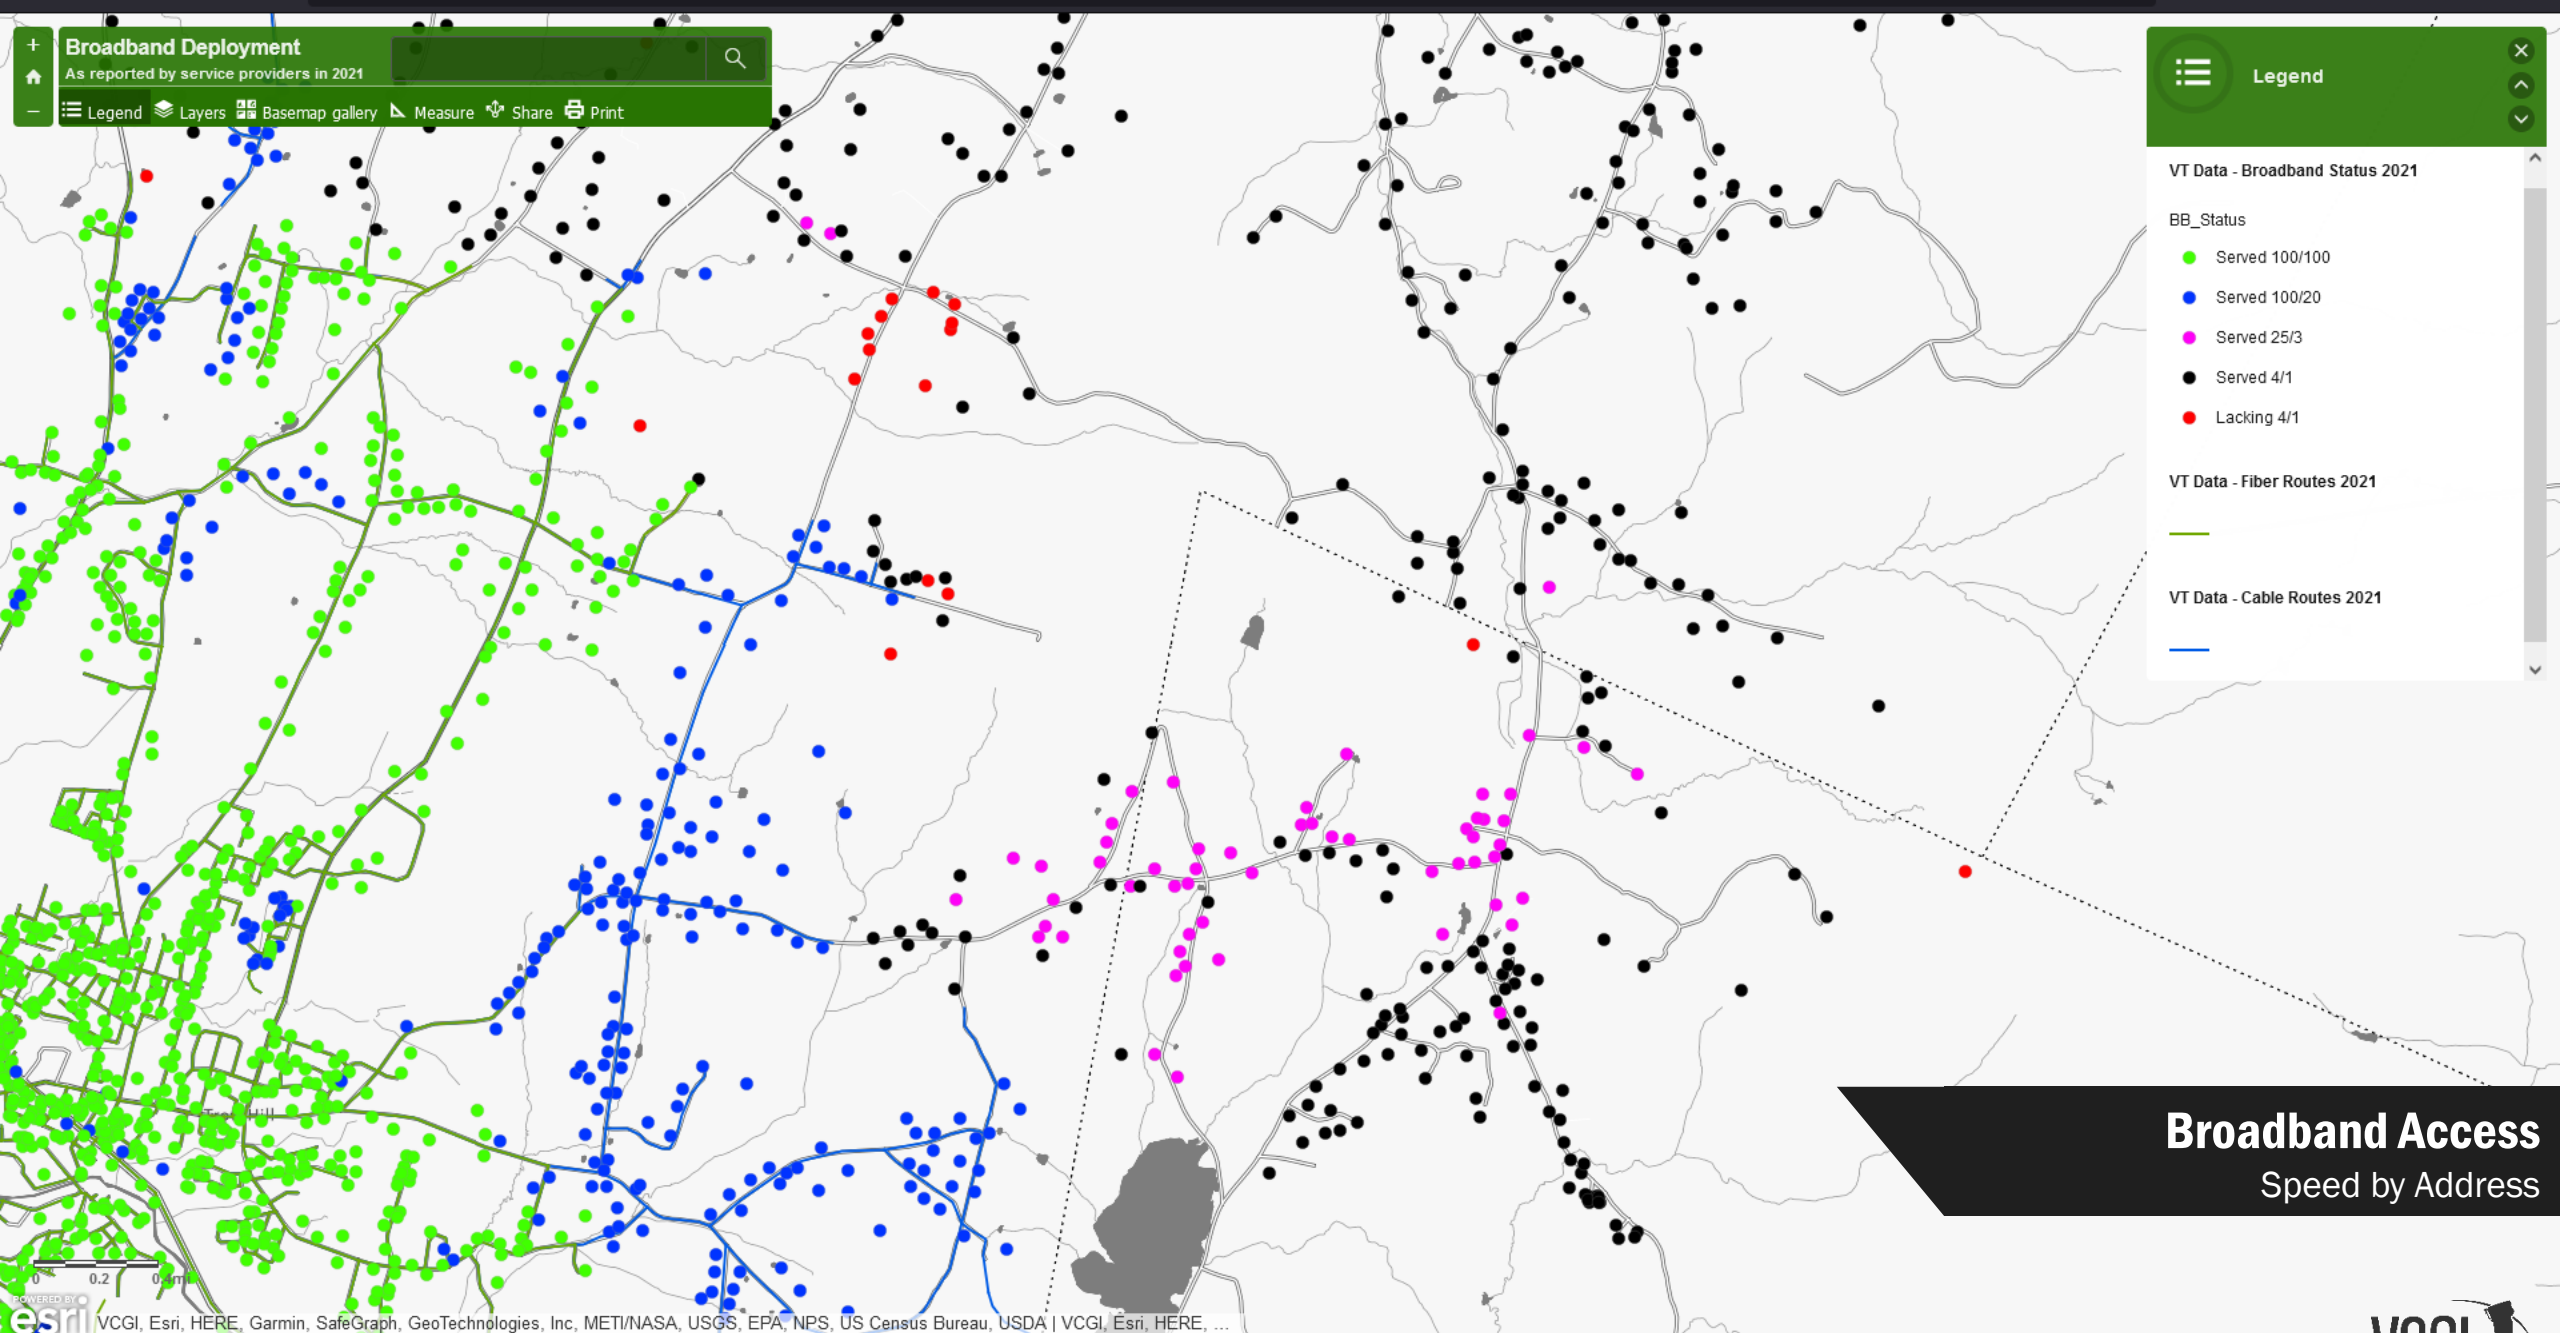 +
Broadband Deployment
As reported by service providers in 2021
Legend Layers Basemap gallery Measure Share Print
Legend
VT Data - Broadband Status 2021
BB_Status
Served 100/100
Served 100/20
Served 25/3
Served 4/1
Lacking 4/1
VT Data - Fiber Routes 2021
VT Data - Cable Routes 2021
Broadband Access
Speed by Address
0 0.2 0.4mi
POWERED BY
esri
VCGI, Esri, HERE, Garmin, SafeGraph, GeoTechnologies, Inc, METI/NASA, USGS, EPA, NPS, US Census Bureau, USDA | VCGI, Esri, HERE, ...
VCGI